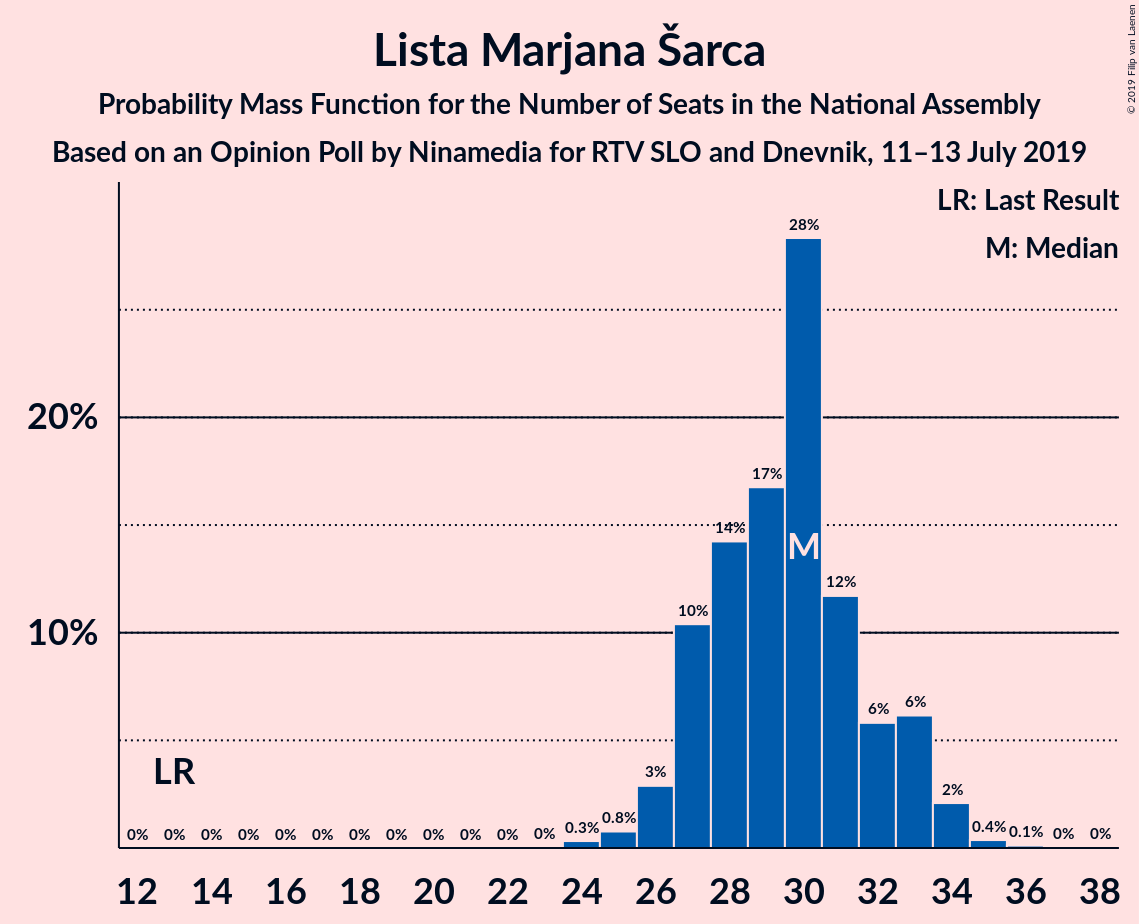 Lista Marjana Šarca
Probability Mass Function for the Number of Seats in the National Assembly
Based on an Opinion Poll by Ninamedia for RTV SLO and Dnevnik, 11–13 July 2019
© 2019 Filip van Laenen
LR: Last Result
M: Median
28%
20%
17%
14%
M
12%
10%
10%
6%
6%
LR
3%
2%
0% 0% 0% 0% 0% 0% 0% 0% 0% 0% 0% 0% 0.3% 0.8% 0.4% 0.1% 0% 0%
12 14 16 18 20 22 24 26 28 30 32 34 36 38